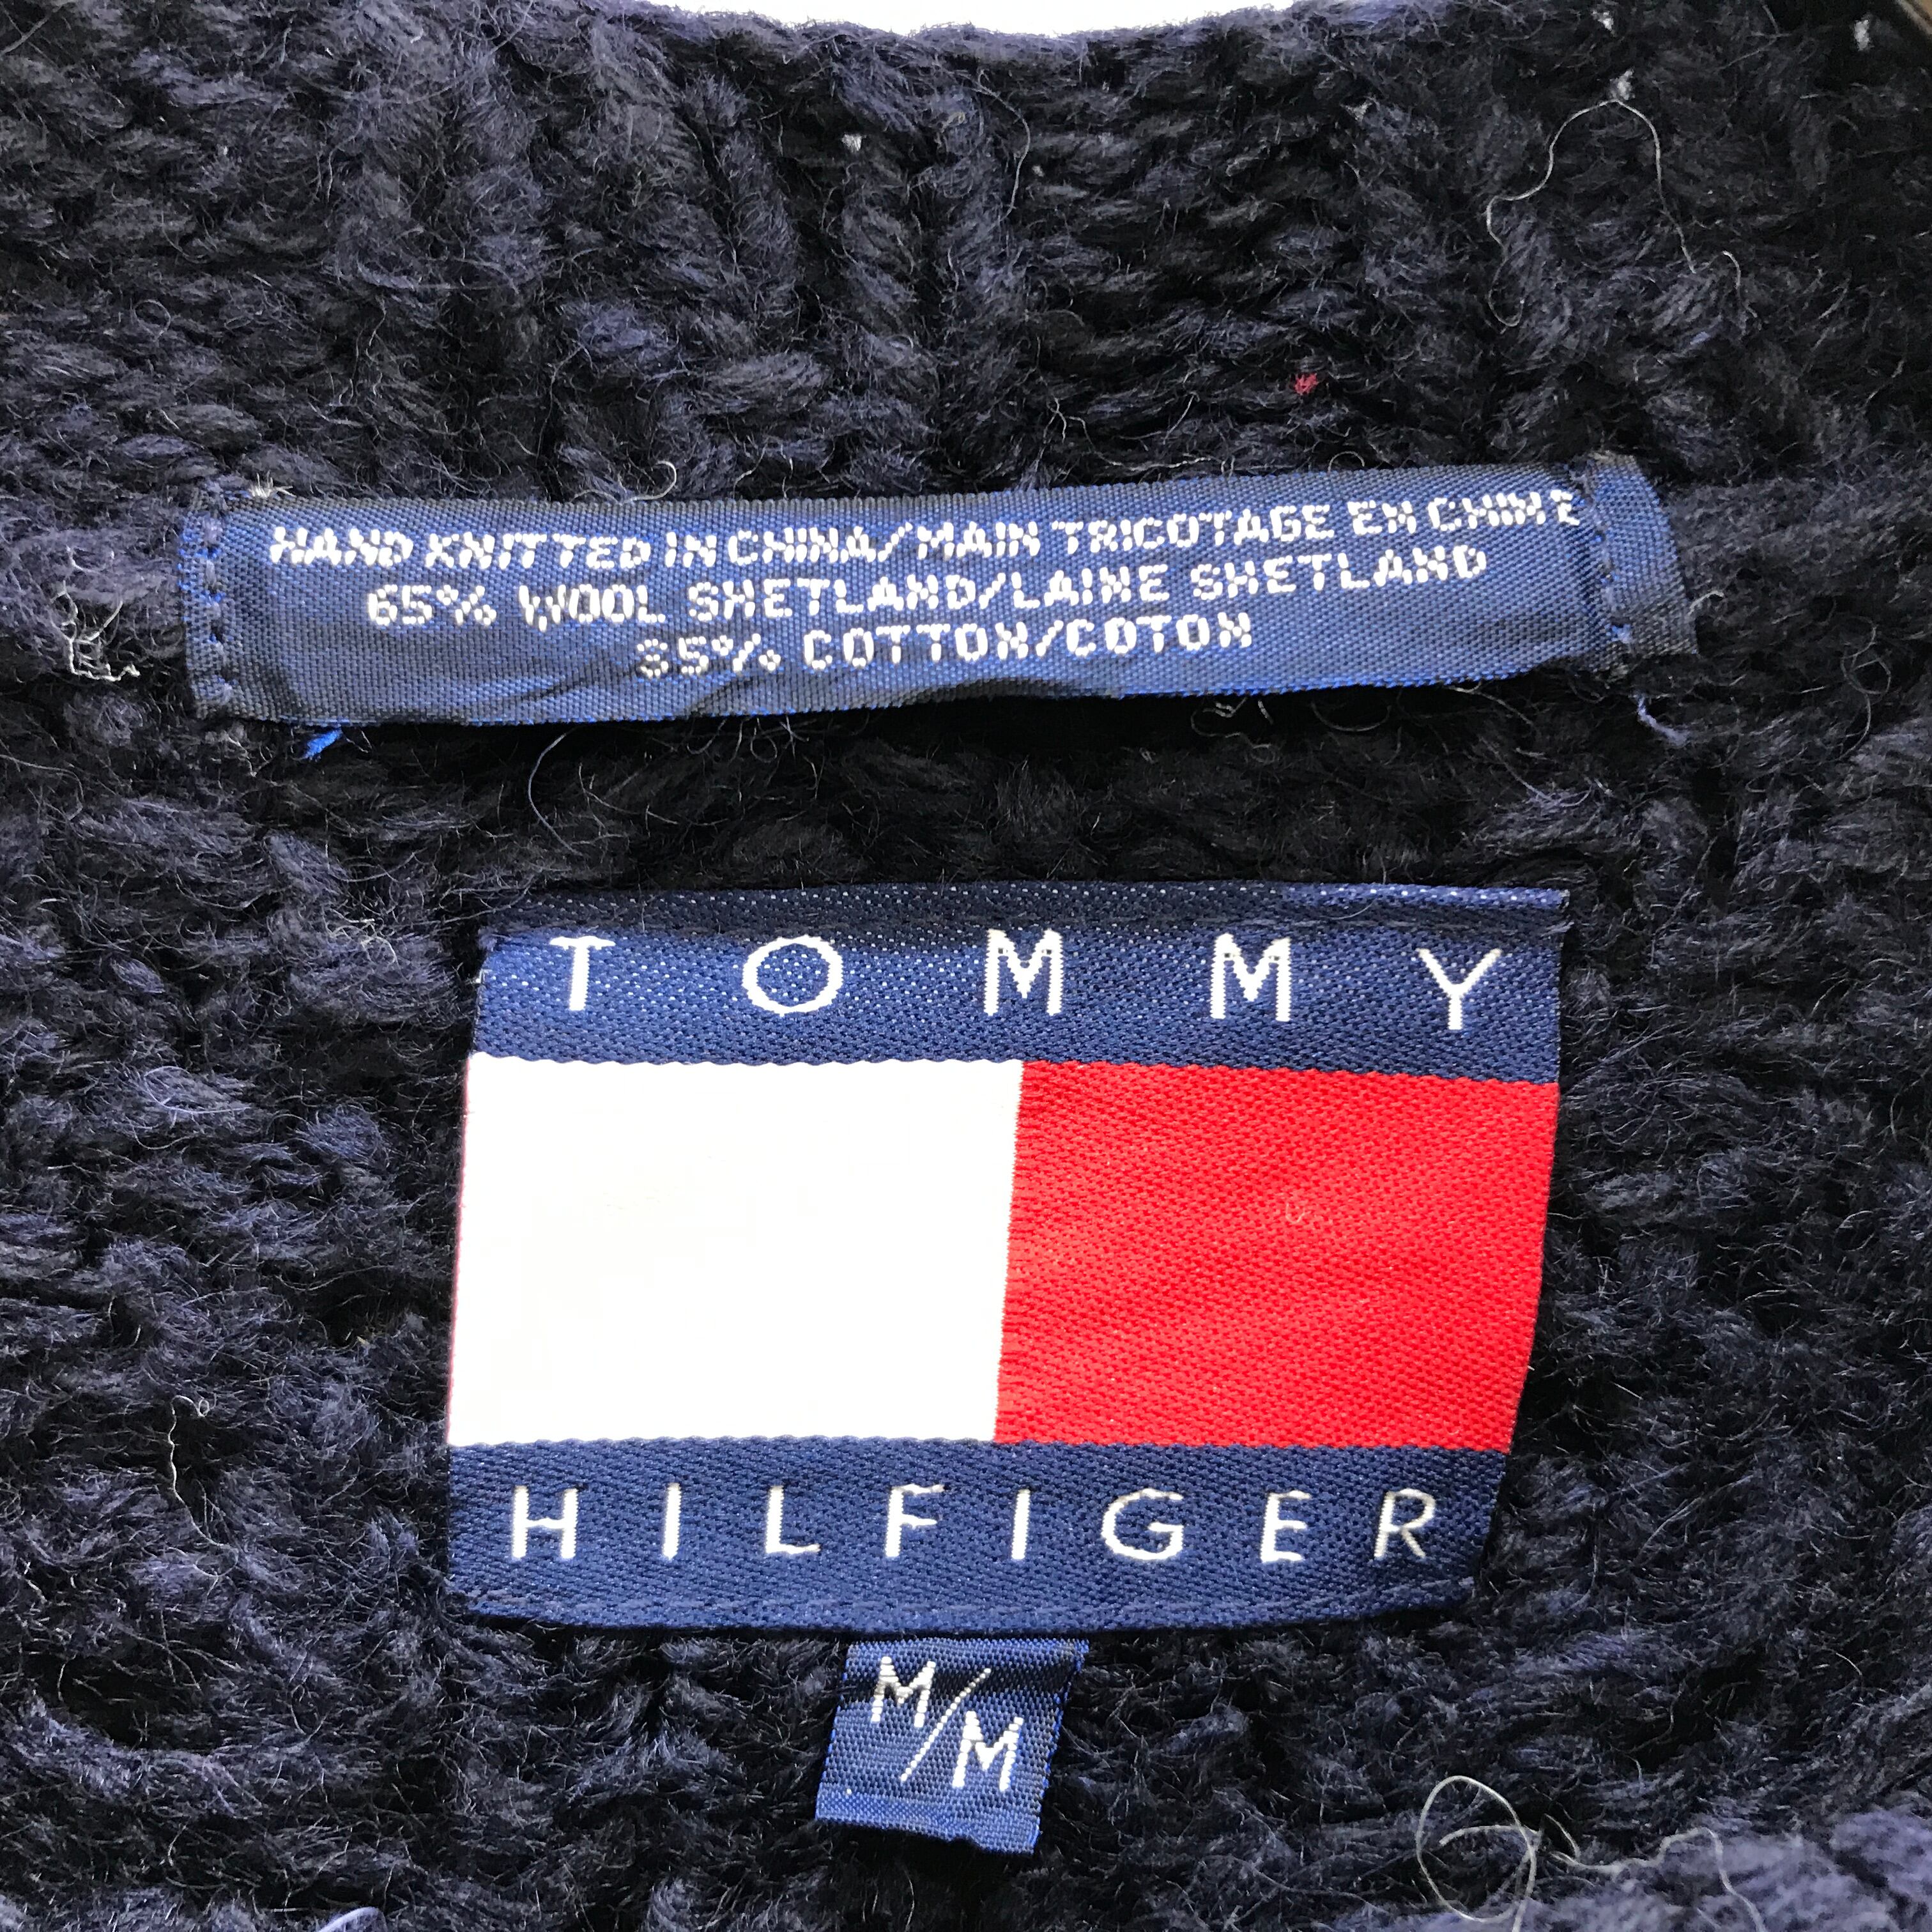 HAND KNITTED IN CHINA/MAIN TRICOTAGE EN CHINE
65% WOOL SHETLAND/LAINE SHETLAND
35% COTTON/COTON
TOMMY
HILFIGER
M/M